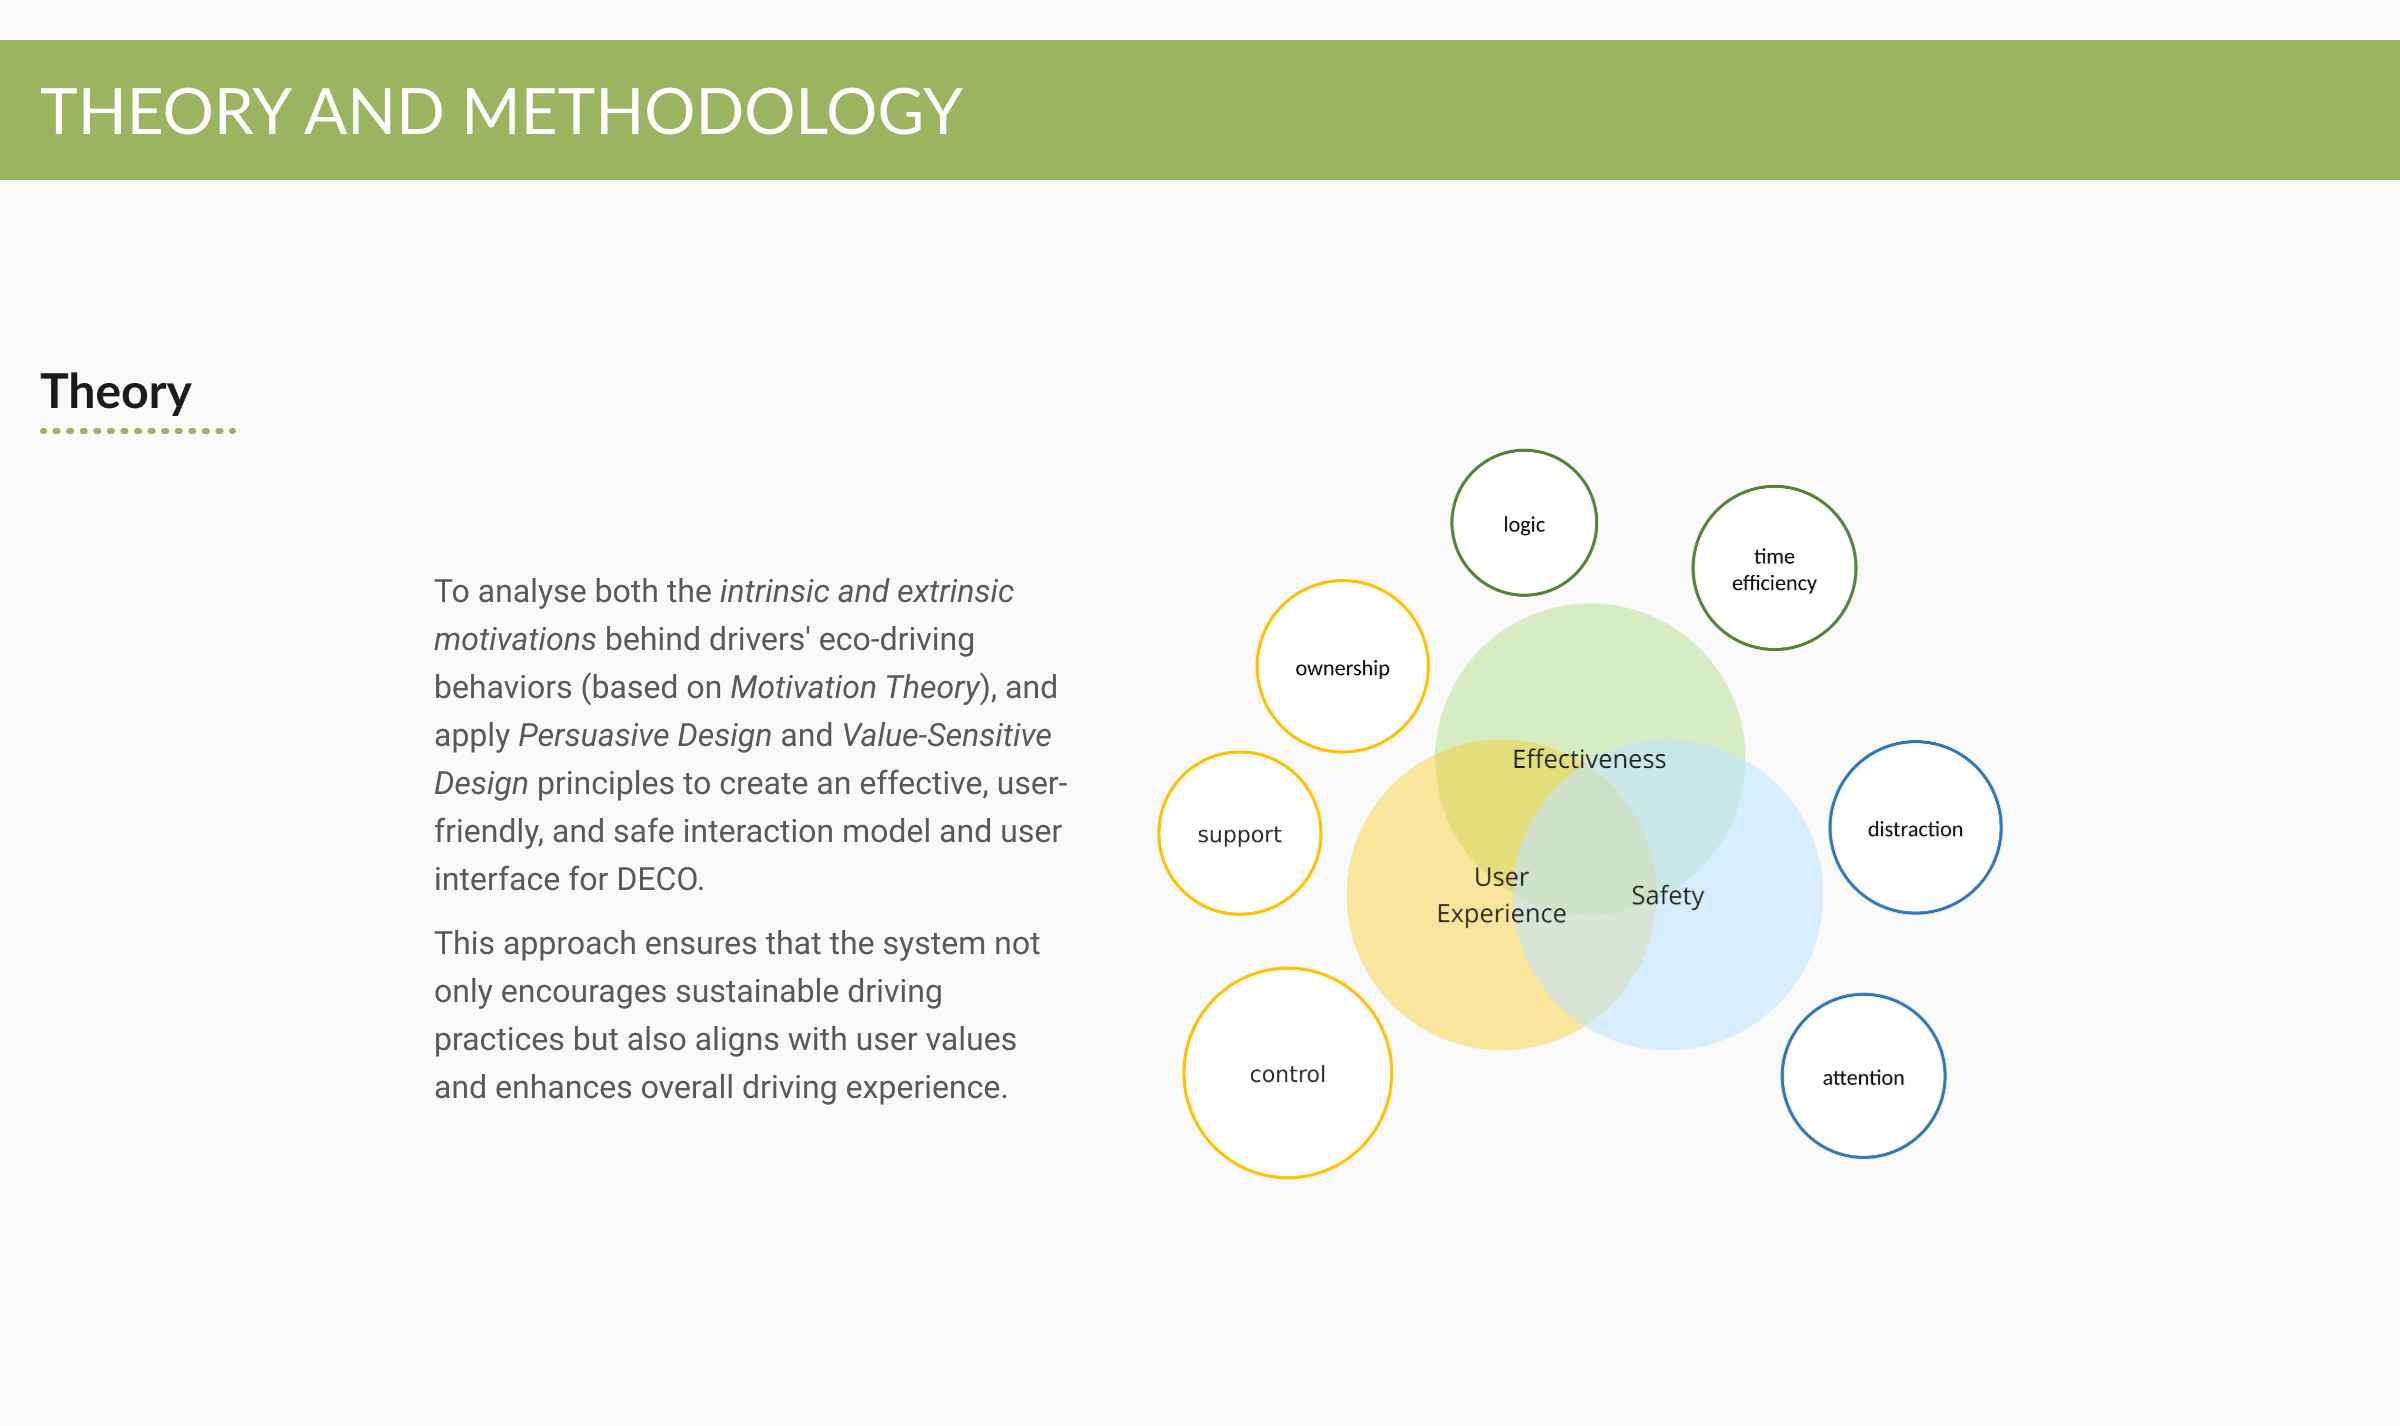 THEORY AND METHODOLOGY
Theory
To analyse both the intrinsic and extrinsic
motivations behind drivers' eco-driving
behaviors (based on Motivation Theory), and
apply Persuasive Design and Value-Sensitive
Design principles to create an effective, user-
friendly, and safe interaction model and user
interface for DECO.
This approach ensures that the system not
only encourages sustainable driving
practices but also aligns with user values
and enhances overall driving experience.
logic
time
efficiency
ownership
Effectiveness
support
distraction
User
Experience
Safety
control
attention